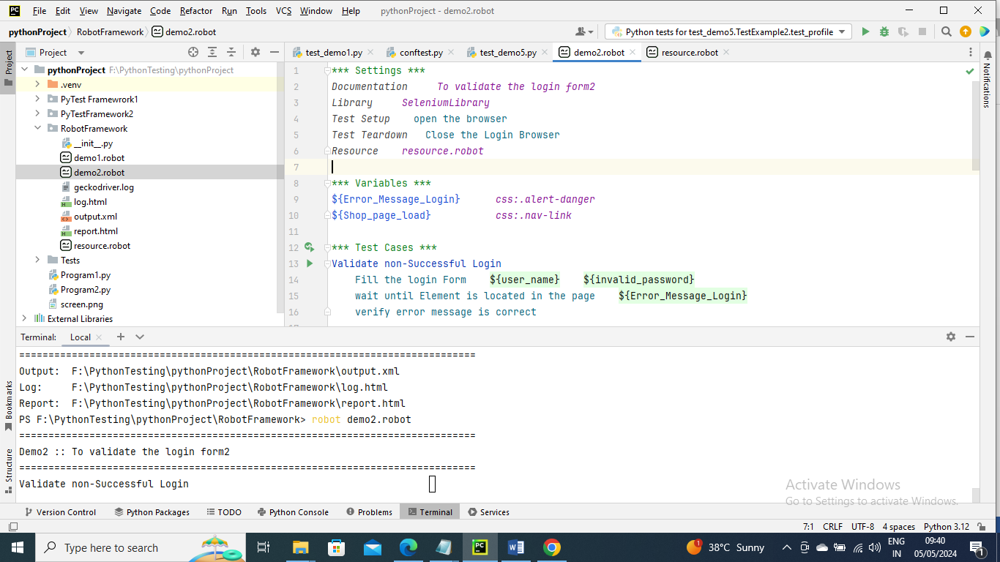 PC File Edit View Navigate Code Refactor Run Tools VCS Window Help pythonProject - demo2.robot
pythonProject RobotFramework demo2.robot Python tests for test_demo5.TestExample2.test_profile
Project Project test_demo1.py conftest.py test_demo5.py demo2.robot resource.robot Notifications
pythonProject F:\PythonTesting\pythonProject
.venv
PyTest Framewrork1
PyTestFramework2
RobotFramework
__init__.py
demo1.robot
demo2.robot
geckodriver.log
log.html
output.xml
report.html
resource.robot
Tests
Program1.py
Program2.py
screen.png
External Libraries
1 *** Settings ***
2 Documentation To validate the login form2
3 Library SeleniumLibrary
4 Test Setup open the browser
5 Test Teardown Close the Login Browser
6 Resource resource.robot
7
8 *** Variables ***
9 ${Error_Message_Login} css:.alert-danger
10 ${Shop_page_load} css:.nav-link
11
12 *** Test Cases ***
13 Validate non-Successful Login
14 Fill the login Form ${user_name} ${invalid_password}
15 wait until Element is located in the page ${Error_Message_Login}
16 verify error message is correct
Terminal: Local
==============================================================================
Output: F:\PythonTesting\pythonProject\RobotFramework\output.xml
Log: F:\PythonTesting\pythonProject\RobotFramework\log.html
Report: F:\PythonTesting\pythonProject\RobotFramework\report.html
PS F:\PythonTesting\pythonProject\RobotFramework> robot demo2.robot
==============================================================================
Demo2 :: To validate the login form2
==============================================================================
Validate non-Successful Login
Bookmarks
Structure
Activate Windows
Go to Settings to activate Windows.
Version Control Python Packages TODO Python Console Problems Terminal Services
7:1 CRLF UTF-8 4 spaces Python 3.12
Type here to search PC W 1 38°C Sunny ENG IN 09:40 05/05/2024 1